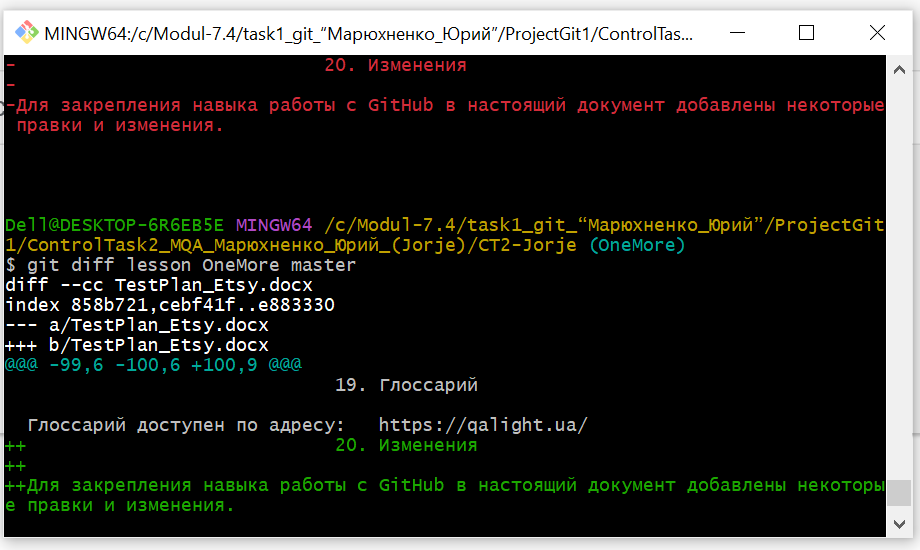 MINGW64:/c/Modul-7.4/task1_git_“Марюхненко_Юрий”/ProjectGit1/ControlTas...
- 20. Изменения
-
-Для закрепления навыка работы с GitHub в настоящий документ добавлены некоторые
правки и изменения.
Dell@DESKTOP-6R6EB5E MINGW64 /c/Modul-7.4/task1_git_“Марюхненко_Юрий”/ProjectGit
1/ControlTask2_MQA_Марюхненко_Юрий_(Jorje)/CT2-Jorje (OneMore)
$ git diff lesson OneMore master
diff --cc TestPlan_Etsy.docx
index 858b721,cebf41f..e883330
--- a/TestPlan_Etsy.docx
+++ b/TestPlan_Etsy.docx
@@@ -99,6 -100,6 +100,9 @@@
19. Глоссарий
Глоссарий доступен по адресу: https://qalight.ua/
++ 20. Изменения
++
++Для закрепления навыка работы с GitHub в настоящий документ добавлены некоторы
е правки и изменения.